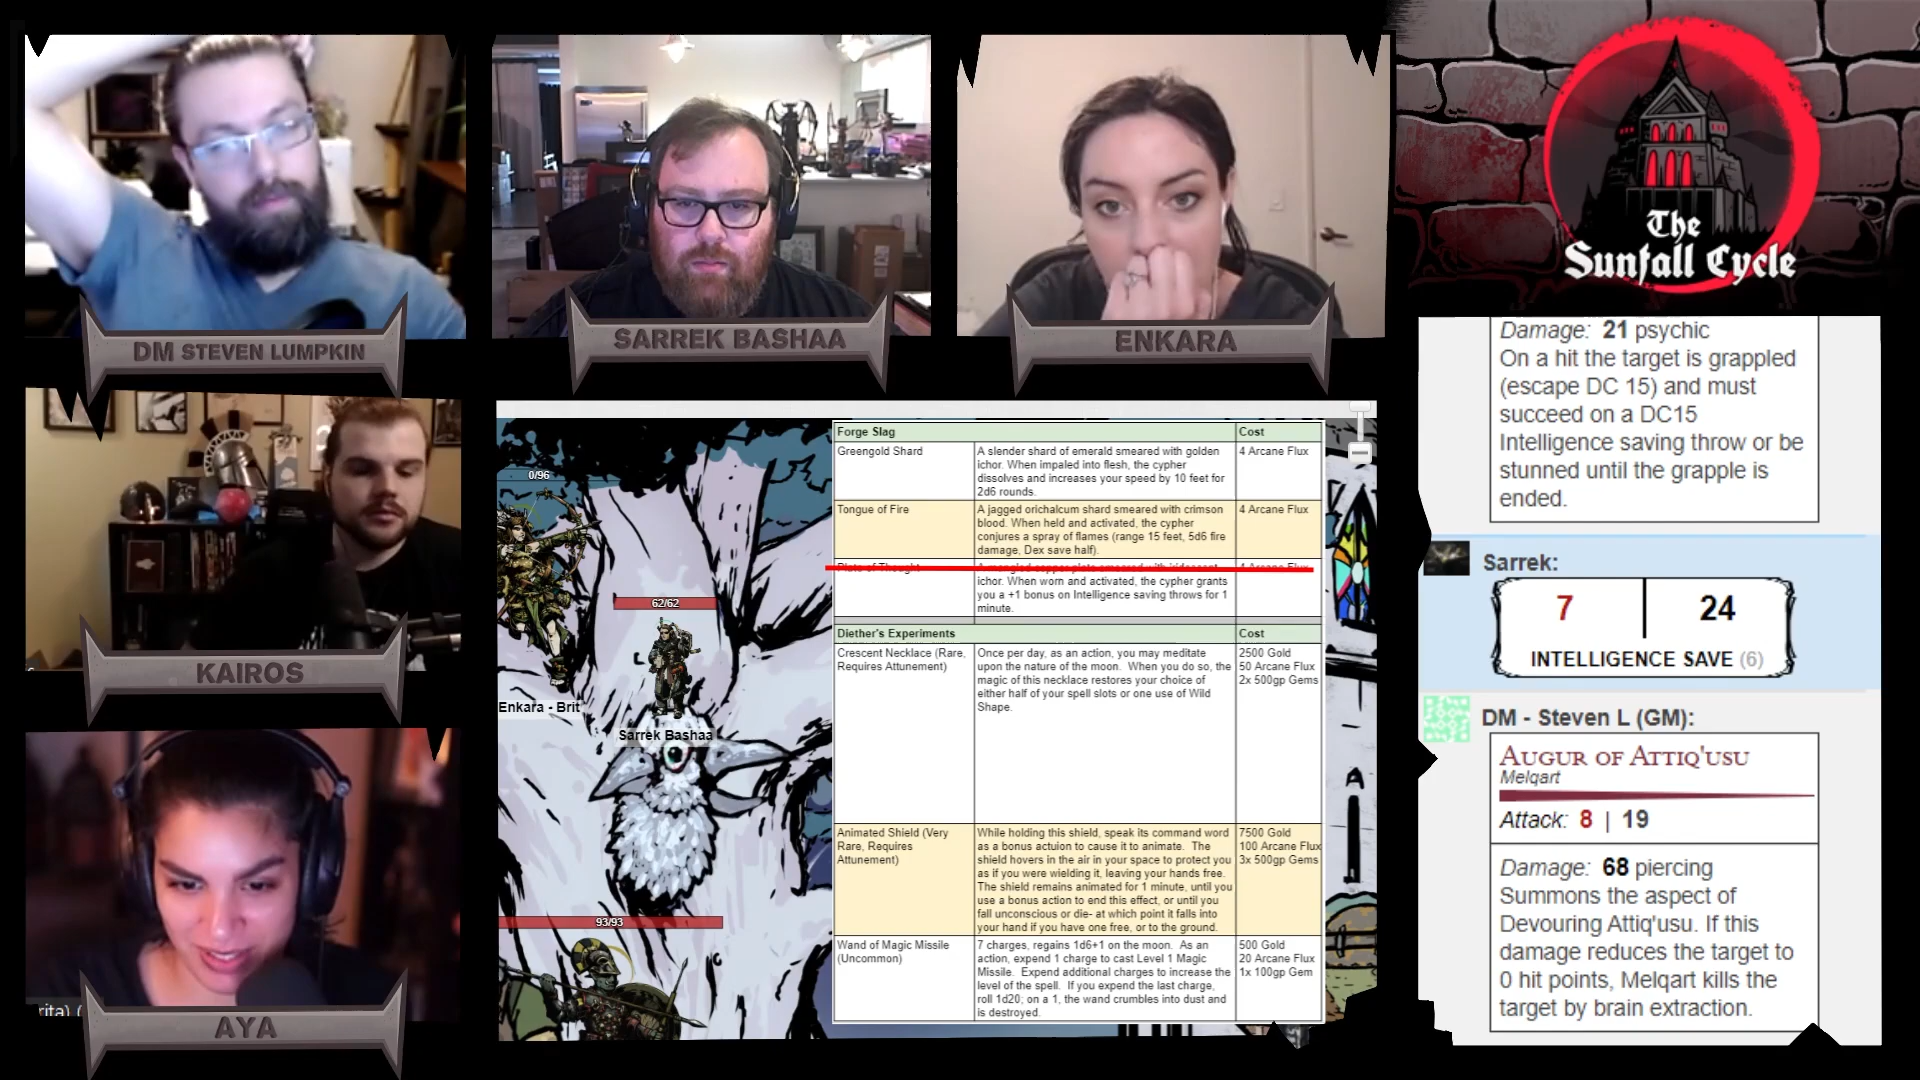 The
Sunfall Cycle
DM STEVEN LUMPKIN
SARREK BASHAA
ENKARA
KAIROS
AYA
0/96
62/62
Enkara - Brit
Sarrek Bashaa
93/93
Forge Slag Cost
Greengold Shard A slender shard of emerald smeared with golden 4 Arcane Flux
ichor. When impaled into flesh, the cypher
dissolves and increases your speed by 10 feet for
2d6 rounds.
Tongue of Fire A jagged orichalcum shard smeared with crimson 4 Arcane Flux
blood. When held and activated, the cypher
conjures a spray of flames (range 15 feet, 5d6 fire
damage, Dex save half).
Plate of Thought A mangled copper plate smeared with iridescent 4 Arcane Flux
ichor. When worn and activated, the cypher grants
you a +1 bonus on Intelligence saving throws for 1
minute.
Diether's Experiments Cost
Crescent Necklace (Rare, Once per day, as an action, you may meditate 2500 Gold
Requires Attunement) upon the nature of the moon. When you do so, the 50 Arcane Flux
magic of this necklace restores your choice of 2x 500gp Gems
either half of your spell slots or one use of Wild
Shape.
Animated Shield (Very While holding this shield, speak its command word 7500 Gold
Rare, Requires as a bonus actuion to cause it to animate. The 100 Arcane Flux
Attunement) shield hovers in the air in your space to protect you 3x 500gp Gems
as if you were wielding it, leaving your hands free.
The shield remains animated for 1 minute, until you
use a bonus action to end this effect, or until you
fall unconscious or die- at which point it falls into
your hand if you have one free, or to the ground.
Wand of Magic Missile 7 charges, regains 1d6+1 on the moon. As an 500 Gold
(Uncommon) action, expend 1 charge to cast Level 1 Magic 20 Arcane Flux
Missile. Expend additional charges to increase the 1x 100gp Gem
level of the spell. If you expend the last charge,
roll 1d20; on a 1, the wand crumbles into dust and
is destroyed.
Damage: 21 psychic
On a hit the target is grappled
(escape DC 15) and must
succeed on a DC15
Intelligence saving throw or be
stunned until the grapple is
ended.
Sarrek:
7 24
INTELLIGENCE SAVE (6)
DM - Steven L (GM):
AUGUR OF ATTIQ'USU
Melqart
Attack: 8 | 19
Damage: 68 piercing
Summons the aspect of
Devouring Attiq'usu. If this
damage reduces the target to
0 hit points, Melqart kills the
target by brain extraction.